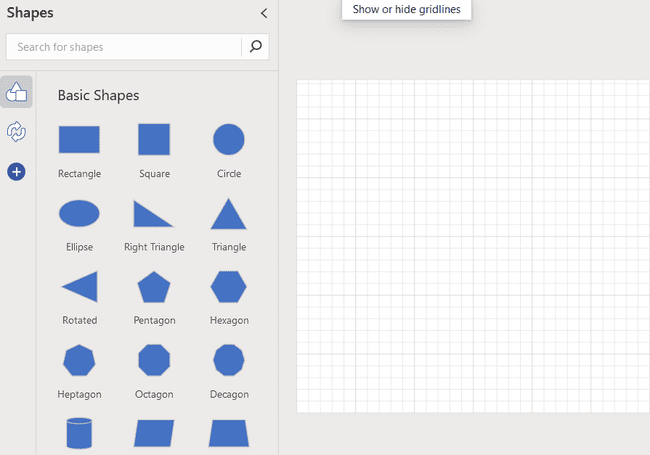 Shapes
Show or hide gridlines
Search for shapes
Basic Shapes
Rectangle Square Circle
Ellipse Right Triangle Triangle
Rotated Pentagon Hexagon
Heptagon Octagon Decagon